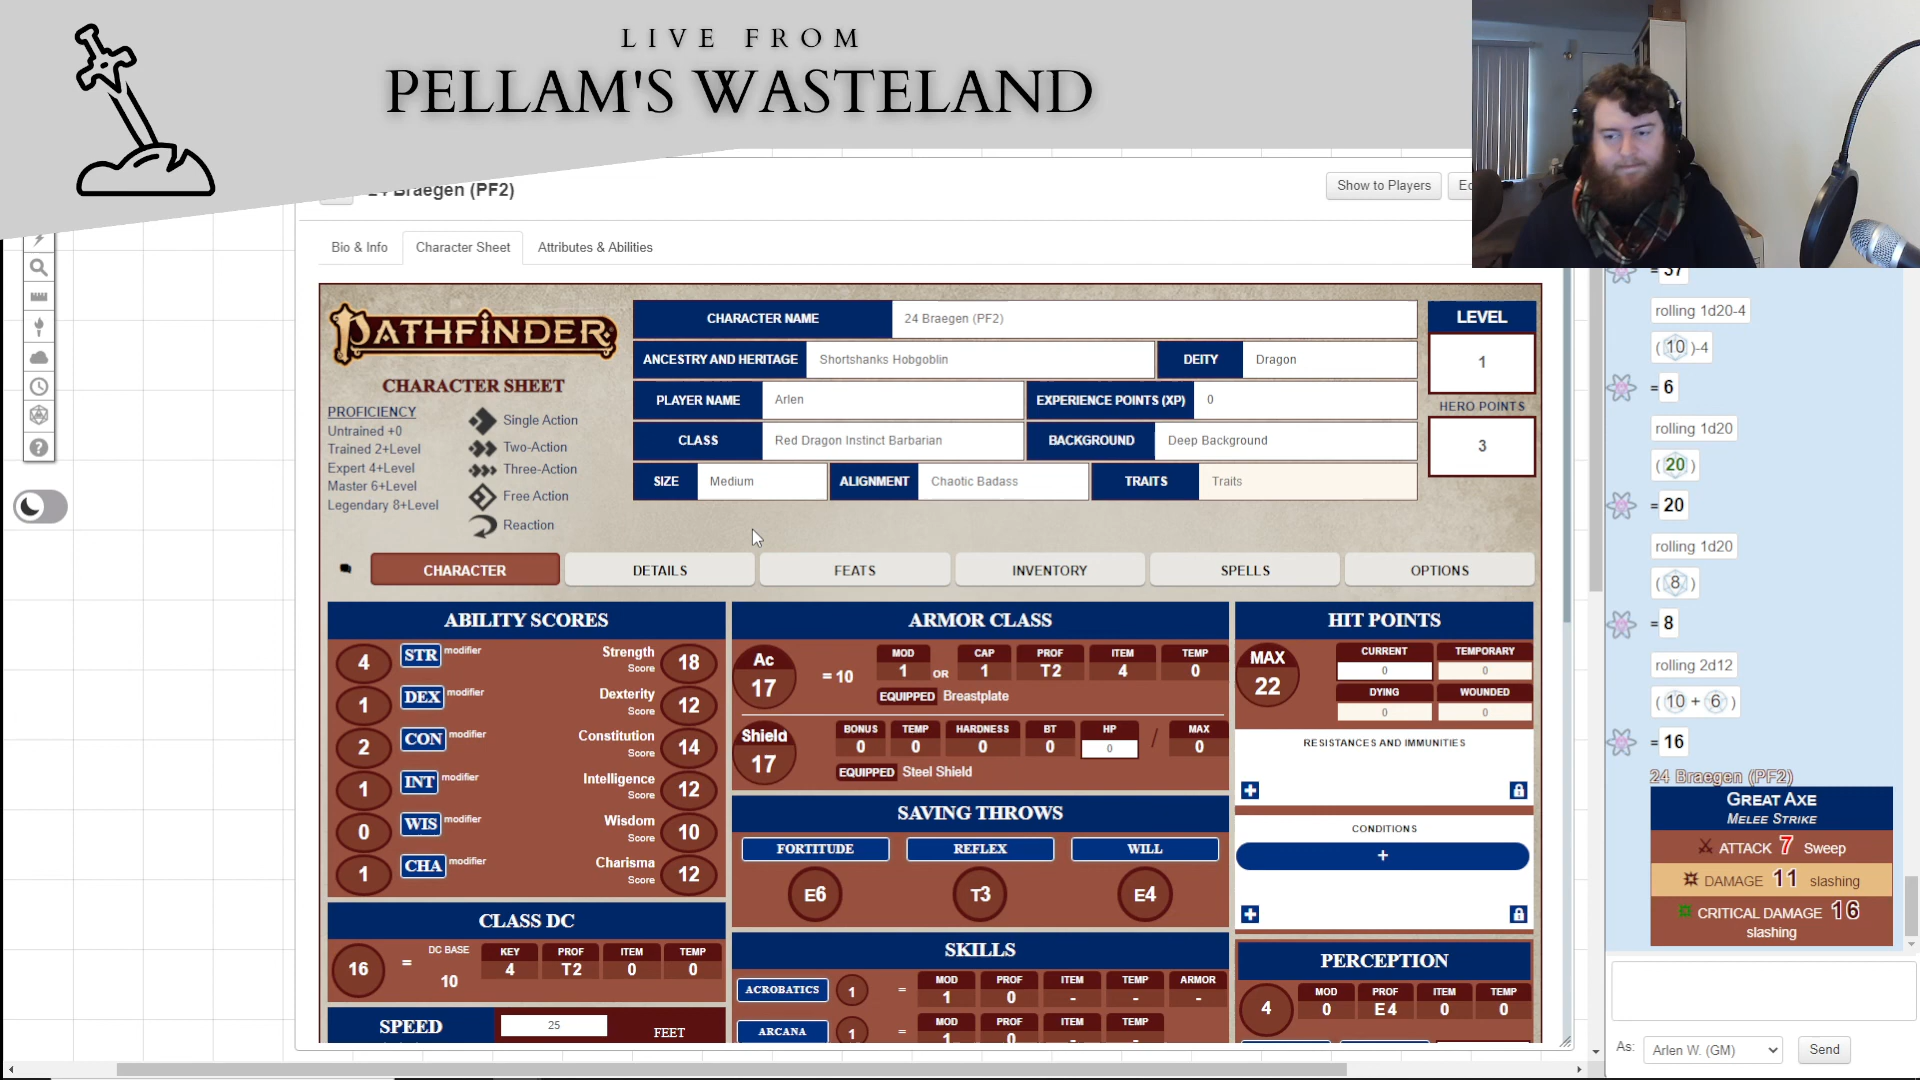 LIVE FROM
PELLAM'S WASTELAND
24 Braegen (PF2)
Show to Players
Bio & Info
Character Sheet
Attributes & Abilities
PATHFINDER
CHARACTER SHEET
PROFICIENCY
Untrained +0
Trained 2+Level
Expert 4+Level
Master 6+Level
Legendary 8+Level
Single Action
Two-Action
Three-Action
Free Action
Reaction
CHARACTER NAME 24 Braegen (PF2)
ANCESTRY AND HERITAGE Shortshanks Hobgoblin DEITY Dragon
PLAYER NAME Arlen EXPERIENCE POINTS (XP) 0
CLASS Red Dragon Instinct Barbarian BACKGROUND Deep Background
SIZE Medium ALIGNMENT Chaotic Badass TRAITS Traits
LEVEL
1
HERO POINTS
3
CHARACTER DETAILS FEATS INVENTORY SPELLS OPTIONS
ABILITY SCORES
4 STR modifier Strength Score 18
1 DEX modifier Dexterity Score 12
2 CON modifier Constitution Score 14
1 INT modifier Intelligence Score 12
0 WIS modifier Wisdom Score 10
1 CHA modifier Charisma Score 12
CLASS DC
DC BASE KEY PROF ITEM TEMP
16 = 10 4 T2 0 0
SPEED 25 FEET
ARMOR CLASS
MOD CAP PROF ITEM TEMP
Ac 17 = 10 1 OR 1 T2 4 0
EQUIPPED Breastplate
BONUS TEMP HARDNESS BT HP MAX
Shield 17 0 0 0 0 0 / 0
EQUIPPED Steel Shield
SAVING THROWS
FORTITUDE REFLEX WILL
E6 T3 E4
SKILLS
MOD PROF ITEM TEMP ARMOR
ACROBATICS 1 = 1 0 - - -
MOD PROF ITEM TEMP
ARCANA 1 = 1 0 - -
HIT POINTS
MAX 22
CURRENT TEMPORARY
0 0
DYING WOUNDED
0 0
RESISTANCES AND IMMUNITIES
CONDITIONS
+
PERCEPTION
MOD PROF ITEM TEMP
4 0 E4 0 0
= 37
rolling 1d20-4
(10)-4
= 6
rolling 1d20
(20)
= 20
rolling 1d20
(8)
= 8
rolling 2d12
(10+6)
= 16
24 Braegen (PF2)
GREAT AXE
MELEE STRIKE
ATTACK 7 Sweep
DAMAGE 11 slashing
CRITICAL DAMAGE 16
slashing
As: Arlen W. (GM) Send